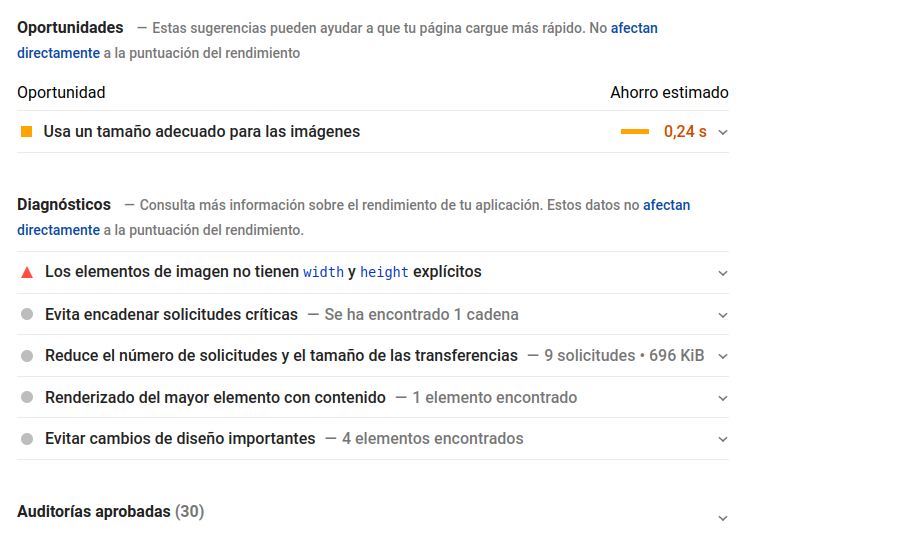 Oportunidades — Estas sugerencias pueden ayudar a que tu página cargue más rápido. No afectan
directamente a la puntuación del rendimiento
Oportunidad Ahorro estimado
Usa un tamaño adecuado para las imágenes 0,24 s
Diagnósticos — Consulta más información sobre el rendimiento de tu aplicación. Estos datos no afectan
directamente a la puntuación del rendimiento.
Los elementos de imagen no tienen width y height explícitos
Evita encadenar solicitudes críticas — Se ha encontrado 1 cadena
Reduce el número de solicitudes y el tamaño de las transferencias — 9 solicitudes • 696 KiB
Renderizado del mayor elemento con contenido — 1 elemento encontrado
Evitar cambios de diseño importantes — 4 elementos encontrados
Auditorías aprobadas (30)